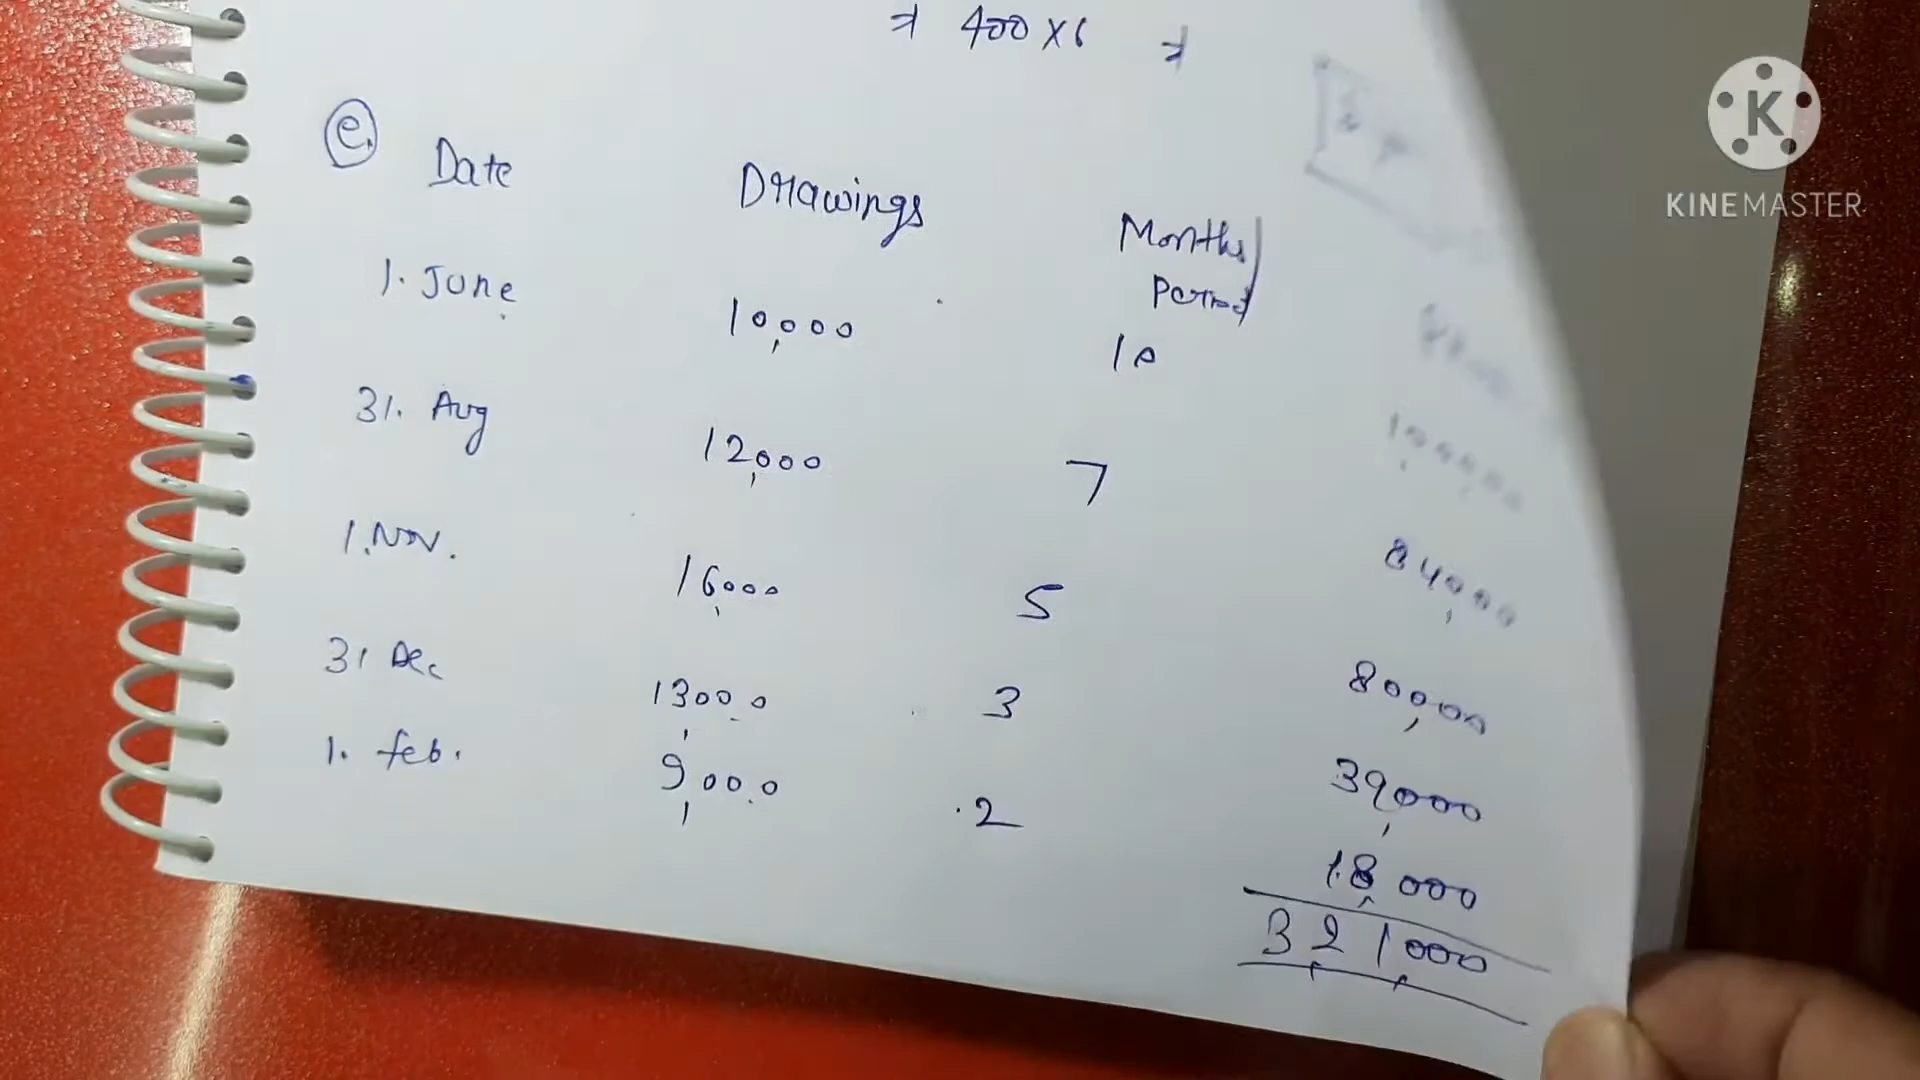 ⇒ 400 x 6 ⇒
e. Date Drawings Months Period
1. June 10,000 10 100000
31. Aug 12,000 7 84,000
1. Nov. 16,000 5 80,000
31 Dec 13000 3 39,000
1. feb. 9,000 2 18,000
3,21,000
K
KINEMASTER